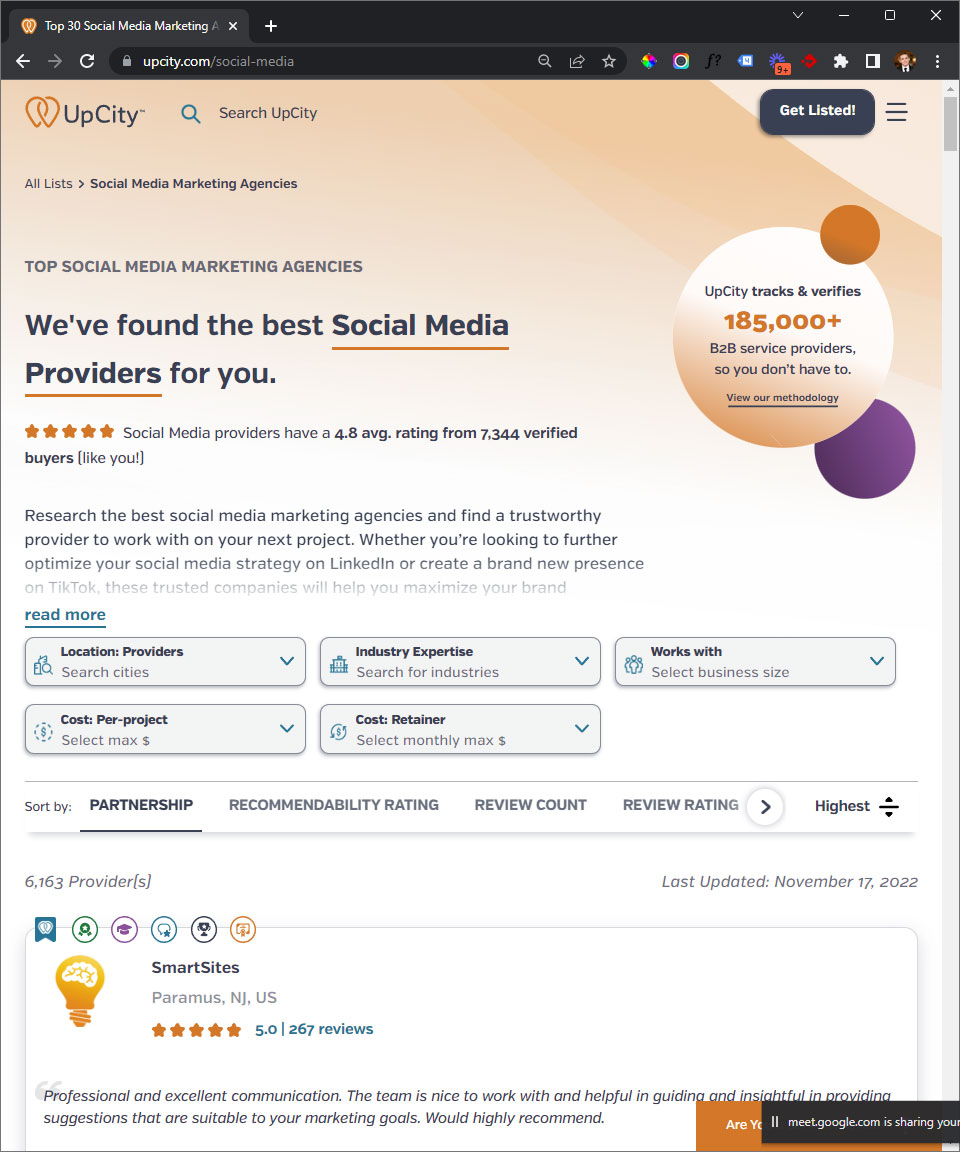 Top 30 Social Media Marketing A
upcity.com/social-media
9+
UpCity™
Search UpCity
Get Listed!
All Lists > Social Media Marketing Agencies
TOP SOCIAL MEDIA MARKETING AGENCIES
We've found the best Social Media
Providers for you.
UpCity tracks & verifies
185,000+
B2B service providers,
so you don't have to.
View our methodology
Social Media providers have a 4.8 avg. rating from 7,344 verified
buyers (like you!)
Research the best social media marketing agencies and find a trustworthy
provider to work with on your next project. Whether you're looking to further
optimize your social media strategy on LinkedIn or create a brand new presence
on TikTok, these trusted companies will help you maximize your brand
read more
Location: Providers
Search cities
Industry Expertise
Search for industries
Works with
Select business size
Cost: Per-project
Select max $
Cost: Retainer
Select monthly max $
Sort by: PARTNERSHIP RECOMMENDABILITY RATING REVIEW COUNT REVIEW RATING Highest
6,163 Provider(s)
Last Updated: November 17, 2022
SmartSites
Paramus, NJ, US
5.0 | 267 reviews
Professional and excellent communication. The team is nice to work with and helpful in guiding and insightful in providing
suggestions that are suitable to your marketing goals. Would highly recommend.
Are Yo
meet.google.com is sharing your